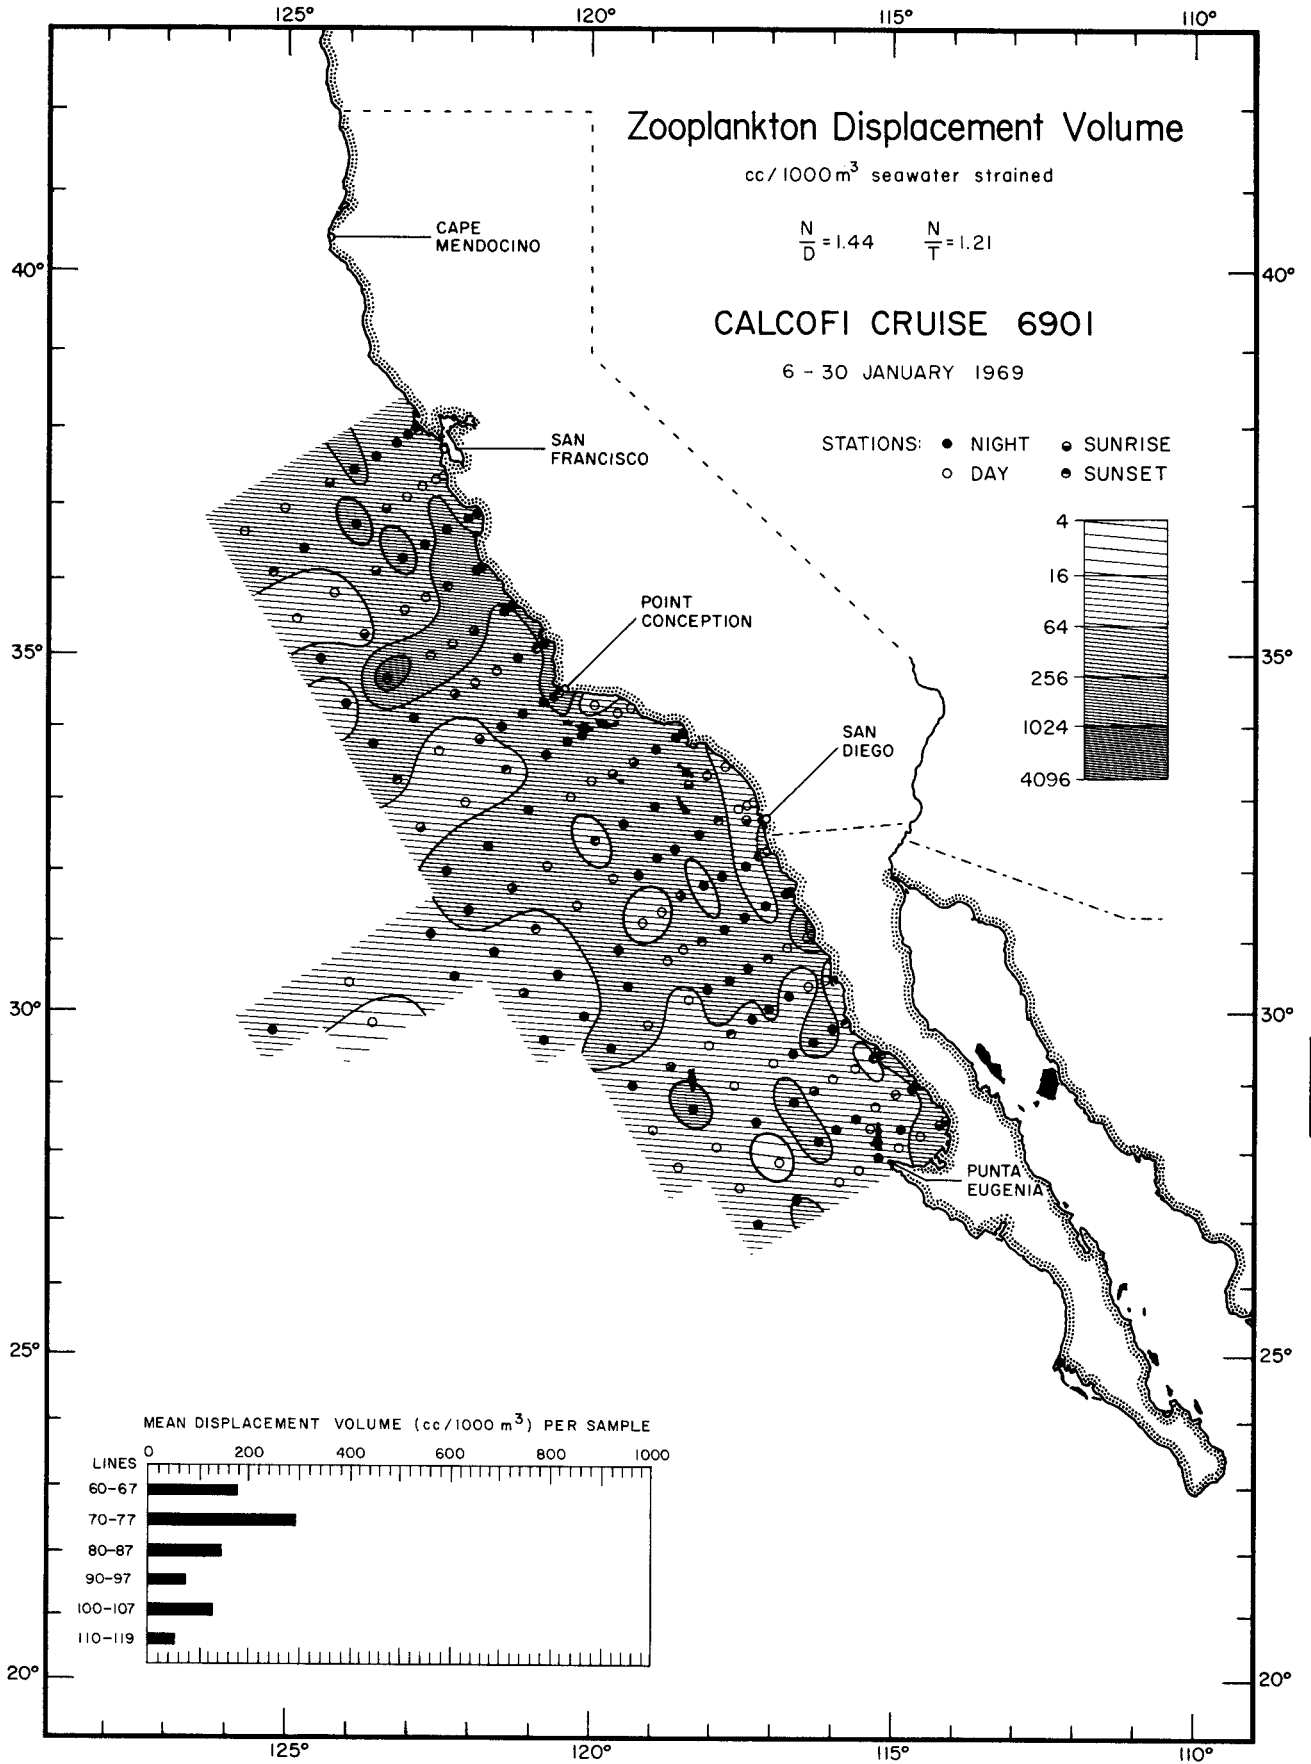 125° 120° 115° 110°
Zooplankton Displacement Volume
cc/1000m³ seawater strained
N/D = 1.44 N/T = 1.21
CAPE
MENDOCINO
40° 40°
CALCOFI CRUISE 6901
6 - 30 JANUARY 1969
STATIONS: ● NIGHT SUNRISE
○ DAY SUNSET
SAN
FRANCISCO
4
16
64
256
1024
4096
POINT
CONCEPTION
35° 35°
SAN
DIEGO
30° 30°
PUNTA
EUGENIA
25° 25°
MEAN DISPLACEMENT VOLUME (cc/1000 m³) PER SAMPLE
LINES 0 200 400 600 800 1000
60-67
70-77
80-87
90-97
100-107
110-119
20° 20°
125° 120° 115° 110°